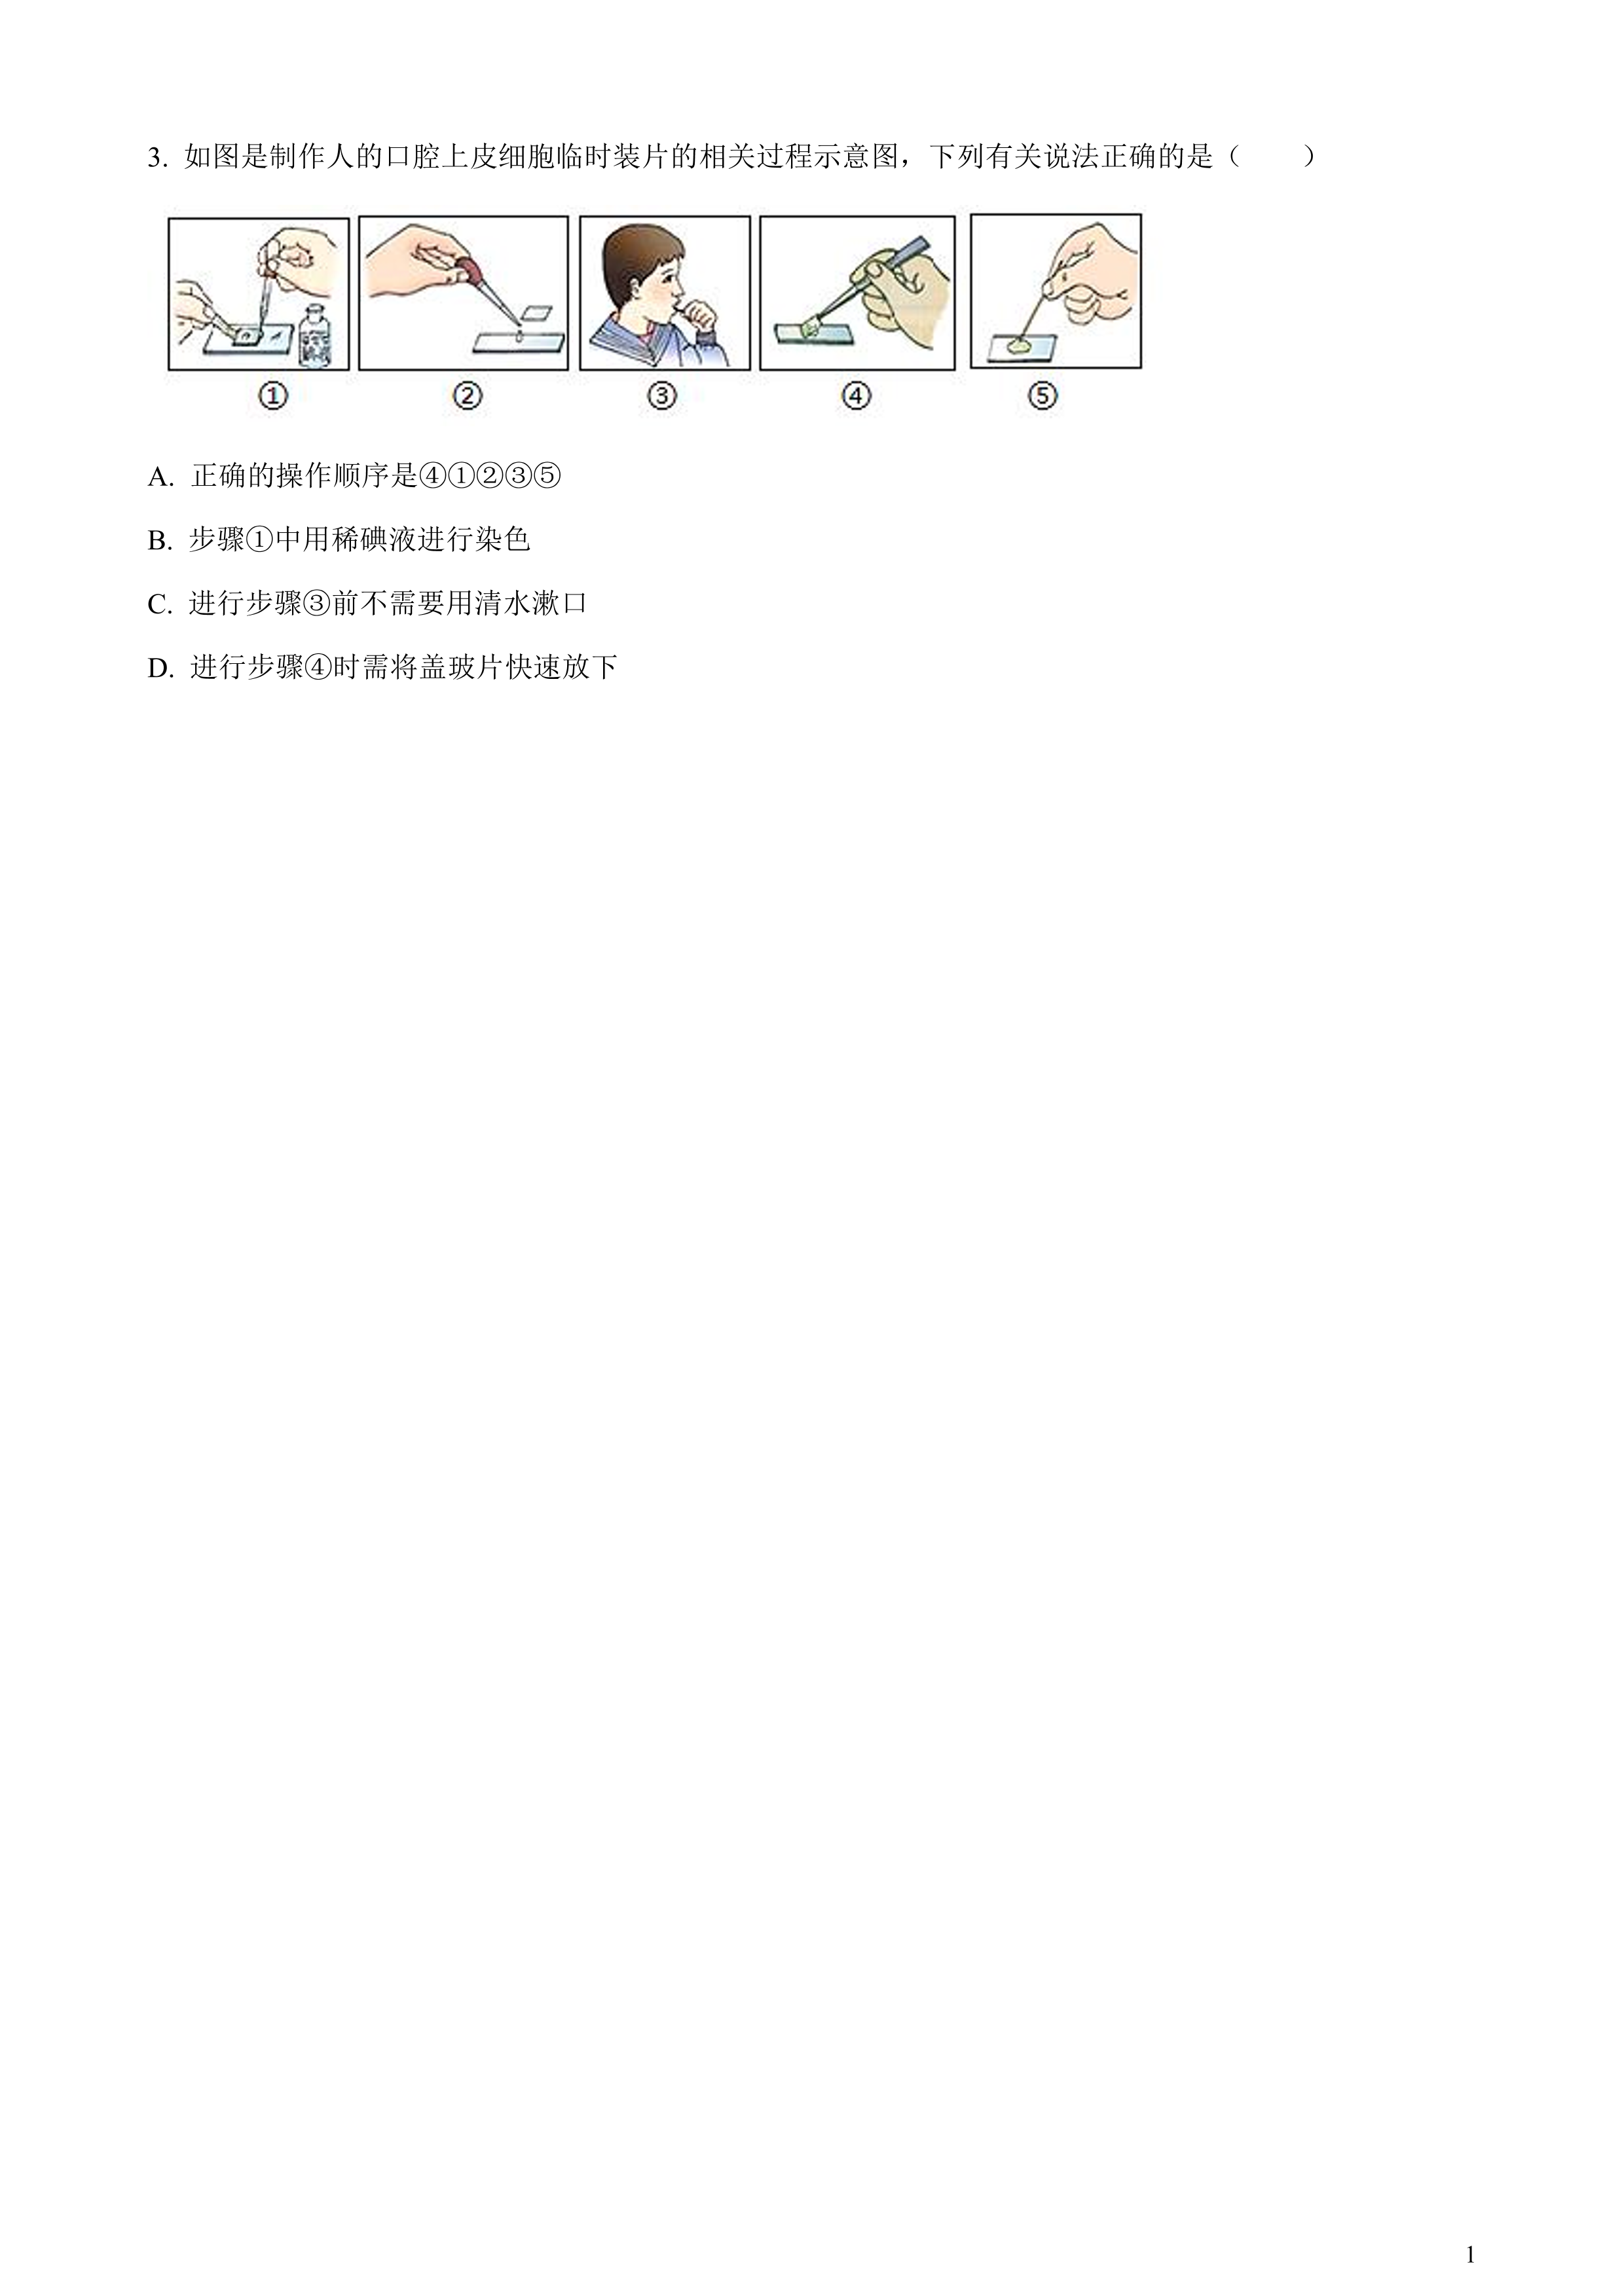 3. 如图是制作人的口腔上皮细胞临时装片的相关过程示意图，下列有关说法正确的是（　　）
① ② ③ ④ ⑤
A. 正确的操作顺序是④①②③⑤
B. 步骤①中用稀碘液进行染色
C. 进行步骤③前不需要用清水漱口
D. 进行步骤④时需将盖玻片快速放下
1